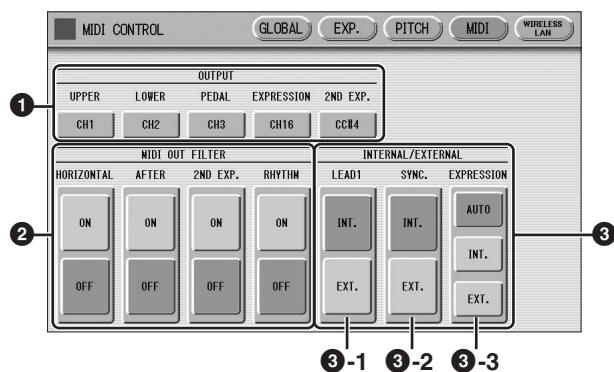 MIDI CONTROL GLOBAL EXP. PITCH MIDI WIRELESS LAN
OUTPUT
UPPER LOWER PEDAL EXPRESSION 2ND EXP.
1
CH1 CH2 CH3 CH16 CC#4
MIDI OUT FILTER INTERNAL/EXTERNAL
HORIZONTAL AFTER 2ND EXP. RHYTHM LEAD1 SYNC. EXPRESSION
2 3
ON ON ON ON INT. INT. AUTO
INT.
OFF OFF OFF OFF EXT. EXT. EXT.
3-1 3-2 3-3